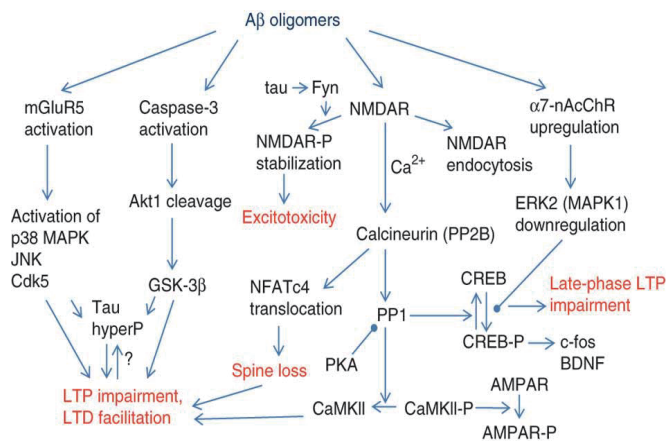 Aβ oligomers
mGluR5
activation
Caspase-3
activation
tau
Fyn
NMDAR
α7-nAcChR
upregulation
NMDAR-P
stabilization
NMDAR
endocytosis
Ca2+
Akt1 cleavage
Excitotoxicity
ERK2 (MAPK1)
downregulation
Activation of
p38 MAPK
JNK
Cdk5
Calcineurin (PP2B)
GSK-3β
NFATc4
translocation
CREB
Late-phase LTP
impairment
Tau
hyperP
?
PP1
CREB-P
c-fos
BDNF
Spine loss
PKA
LTP impairment,
LTD facilitation
CaMKII
CaMKII-P
AMPAR
AMPAR-P